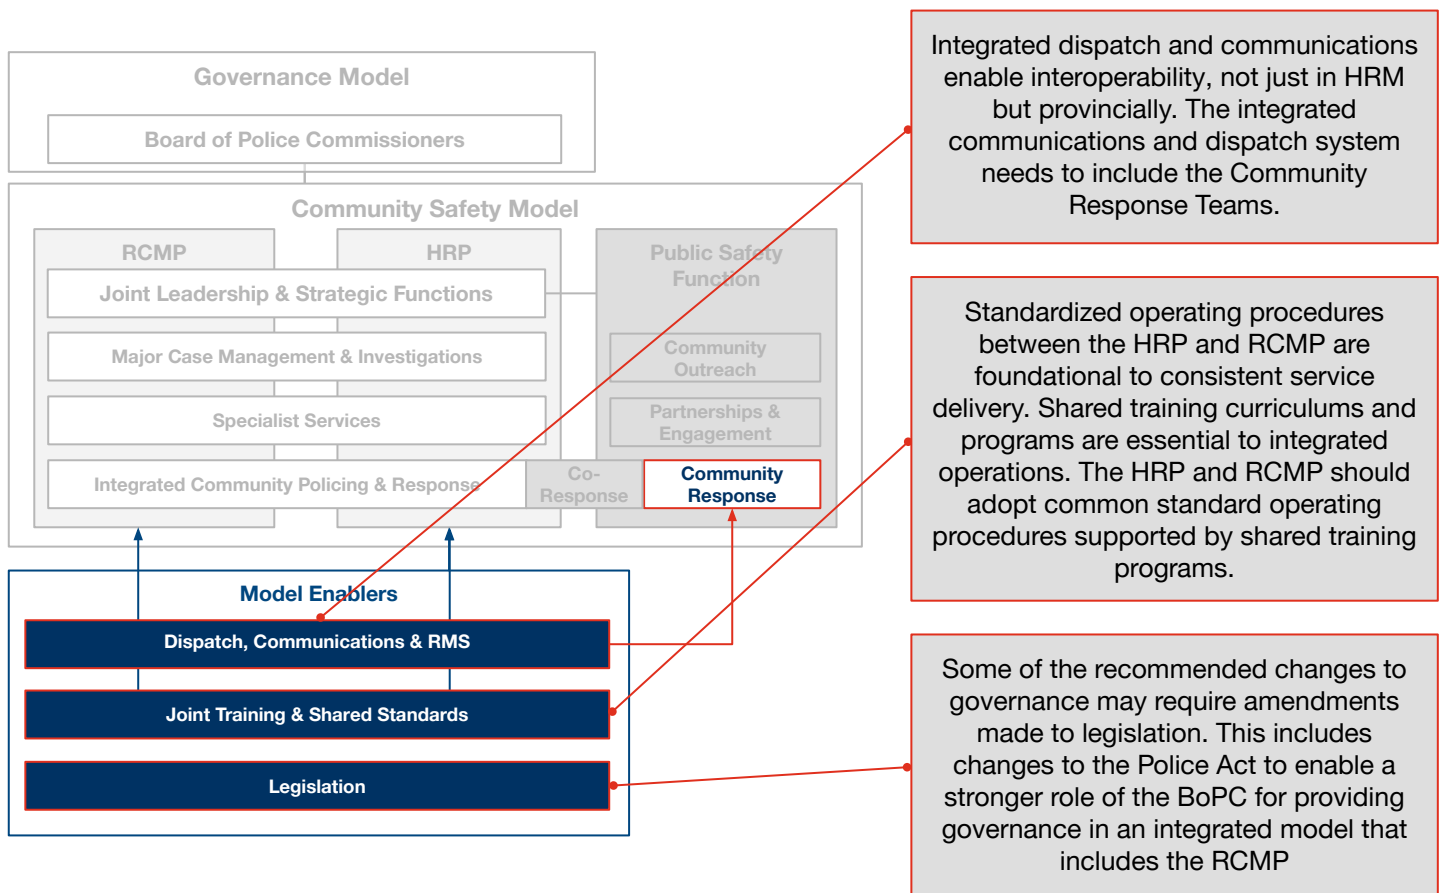 Governance Model
Board of Police Commissioners
Community Safety Model
RCMP
HRP
Public Safety
Function
Joint Leadership & Strategic Functions
Major Case Management & Investigations
Community
Outreach
Specialist Services
Partnerships &
Engagement
Integrated Community Policing & Response
Co-
Response
Community
Response
Model Enablers
Dispatch, Communications & RMS
Joint Training & Shared Standards
Legislation
Integrated dispatch and communications
enable interoperability, not just in HRM
but provincially. The integrated
communications and dispatch system
needs to include the Community
Response Teams.
Standardized operating procedures
between the HRP and RCMP are
foundational to consistent service
delivery. Shared training curriculums and
programs are essential to integrated
operations. The HRP and RCMP should
adopt common standard operating
procedures supported by shared training
programs.
Some of the recommended changes to
governance may require amendments
made to legislation. This includes
changes to the Police Act to enable a
stronger role of the BoPC for providing
governance in an integrated model that
includes the RCMP